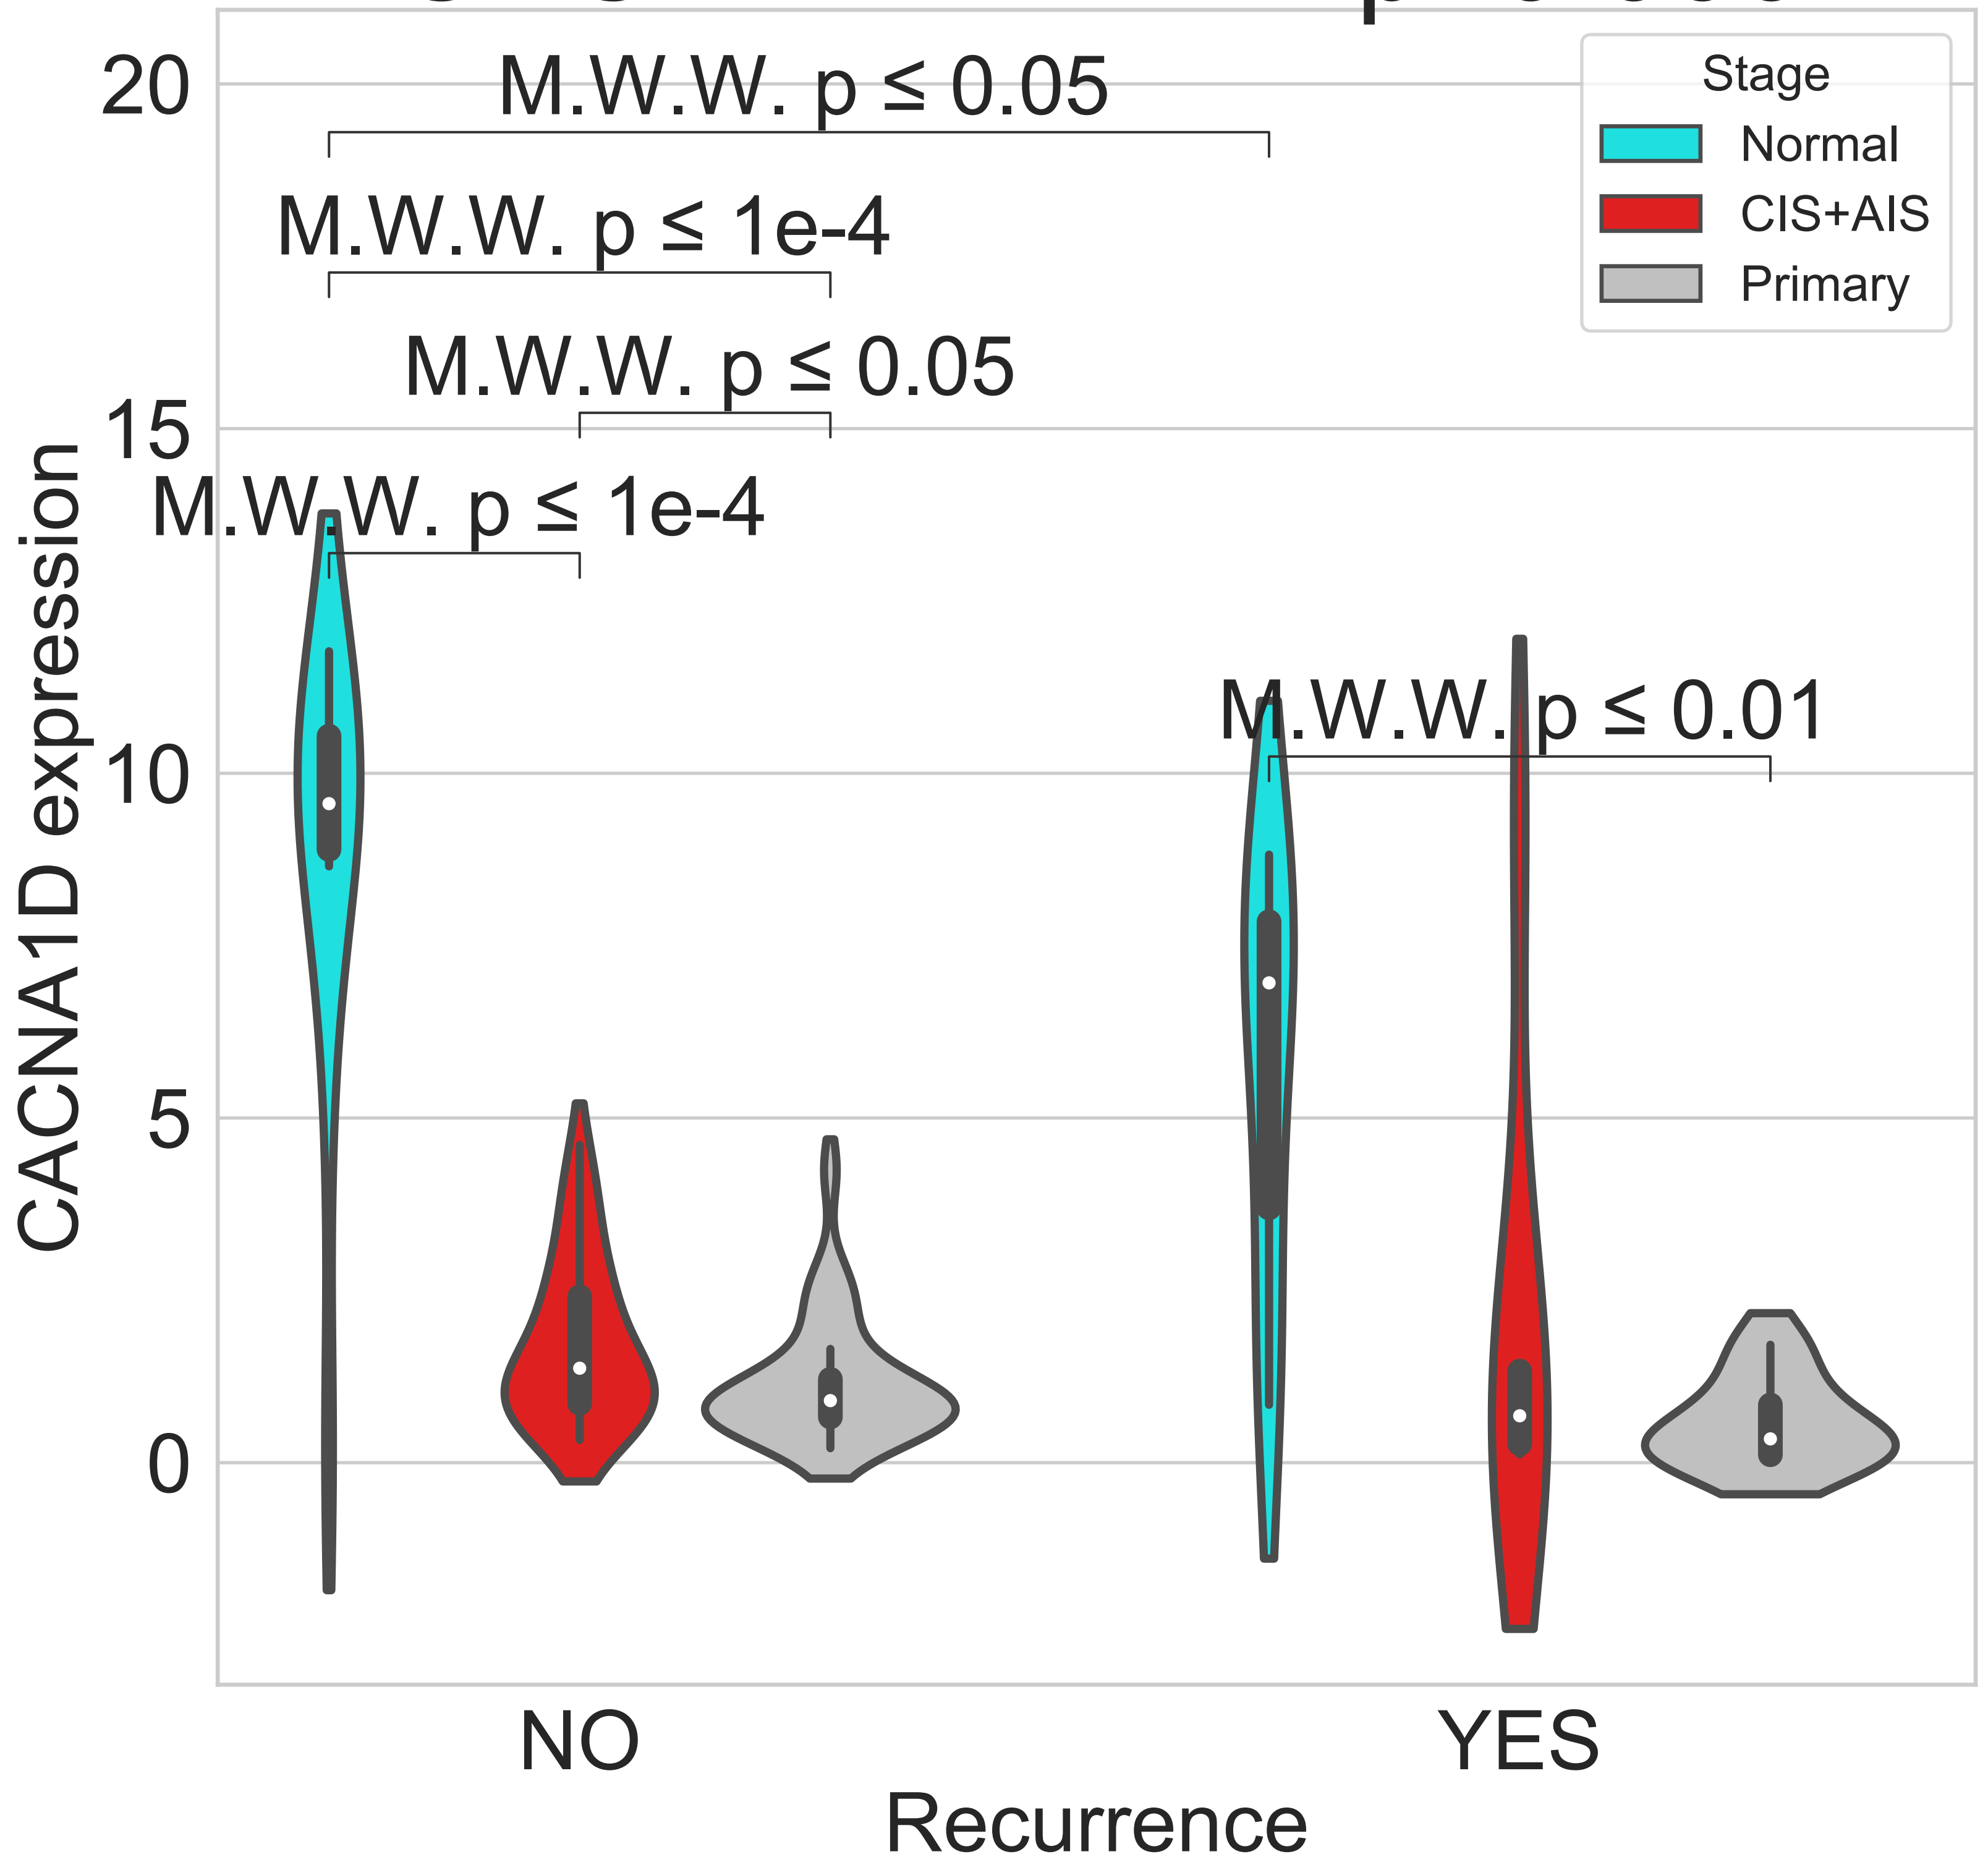 20
M.W.W. p ≤ 0.05
Stage
Normal
CIS+AIS
Primary
M.W.W. p ≤ 1e-4
M.W.W. p ≤ 0.05
15
M.W.W. p ≤ 1e-4
M.W.W. p ≤ 0.01
10
5
0
CACNA1D expression
NO
YES
Recurrence